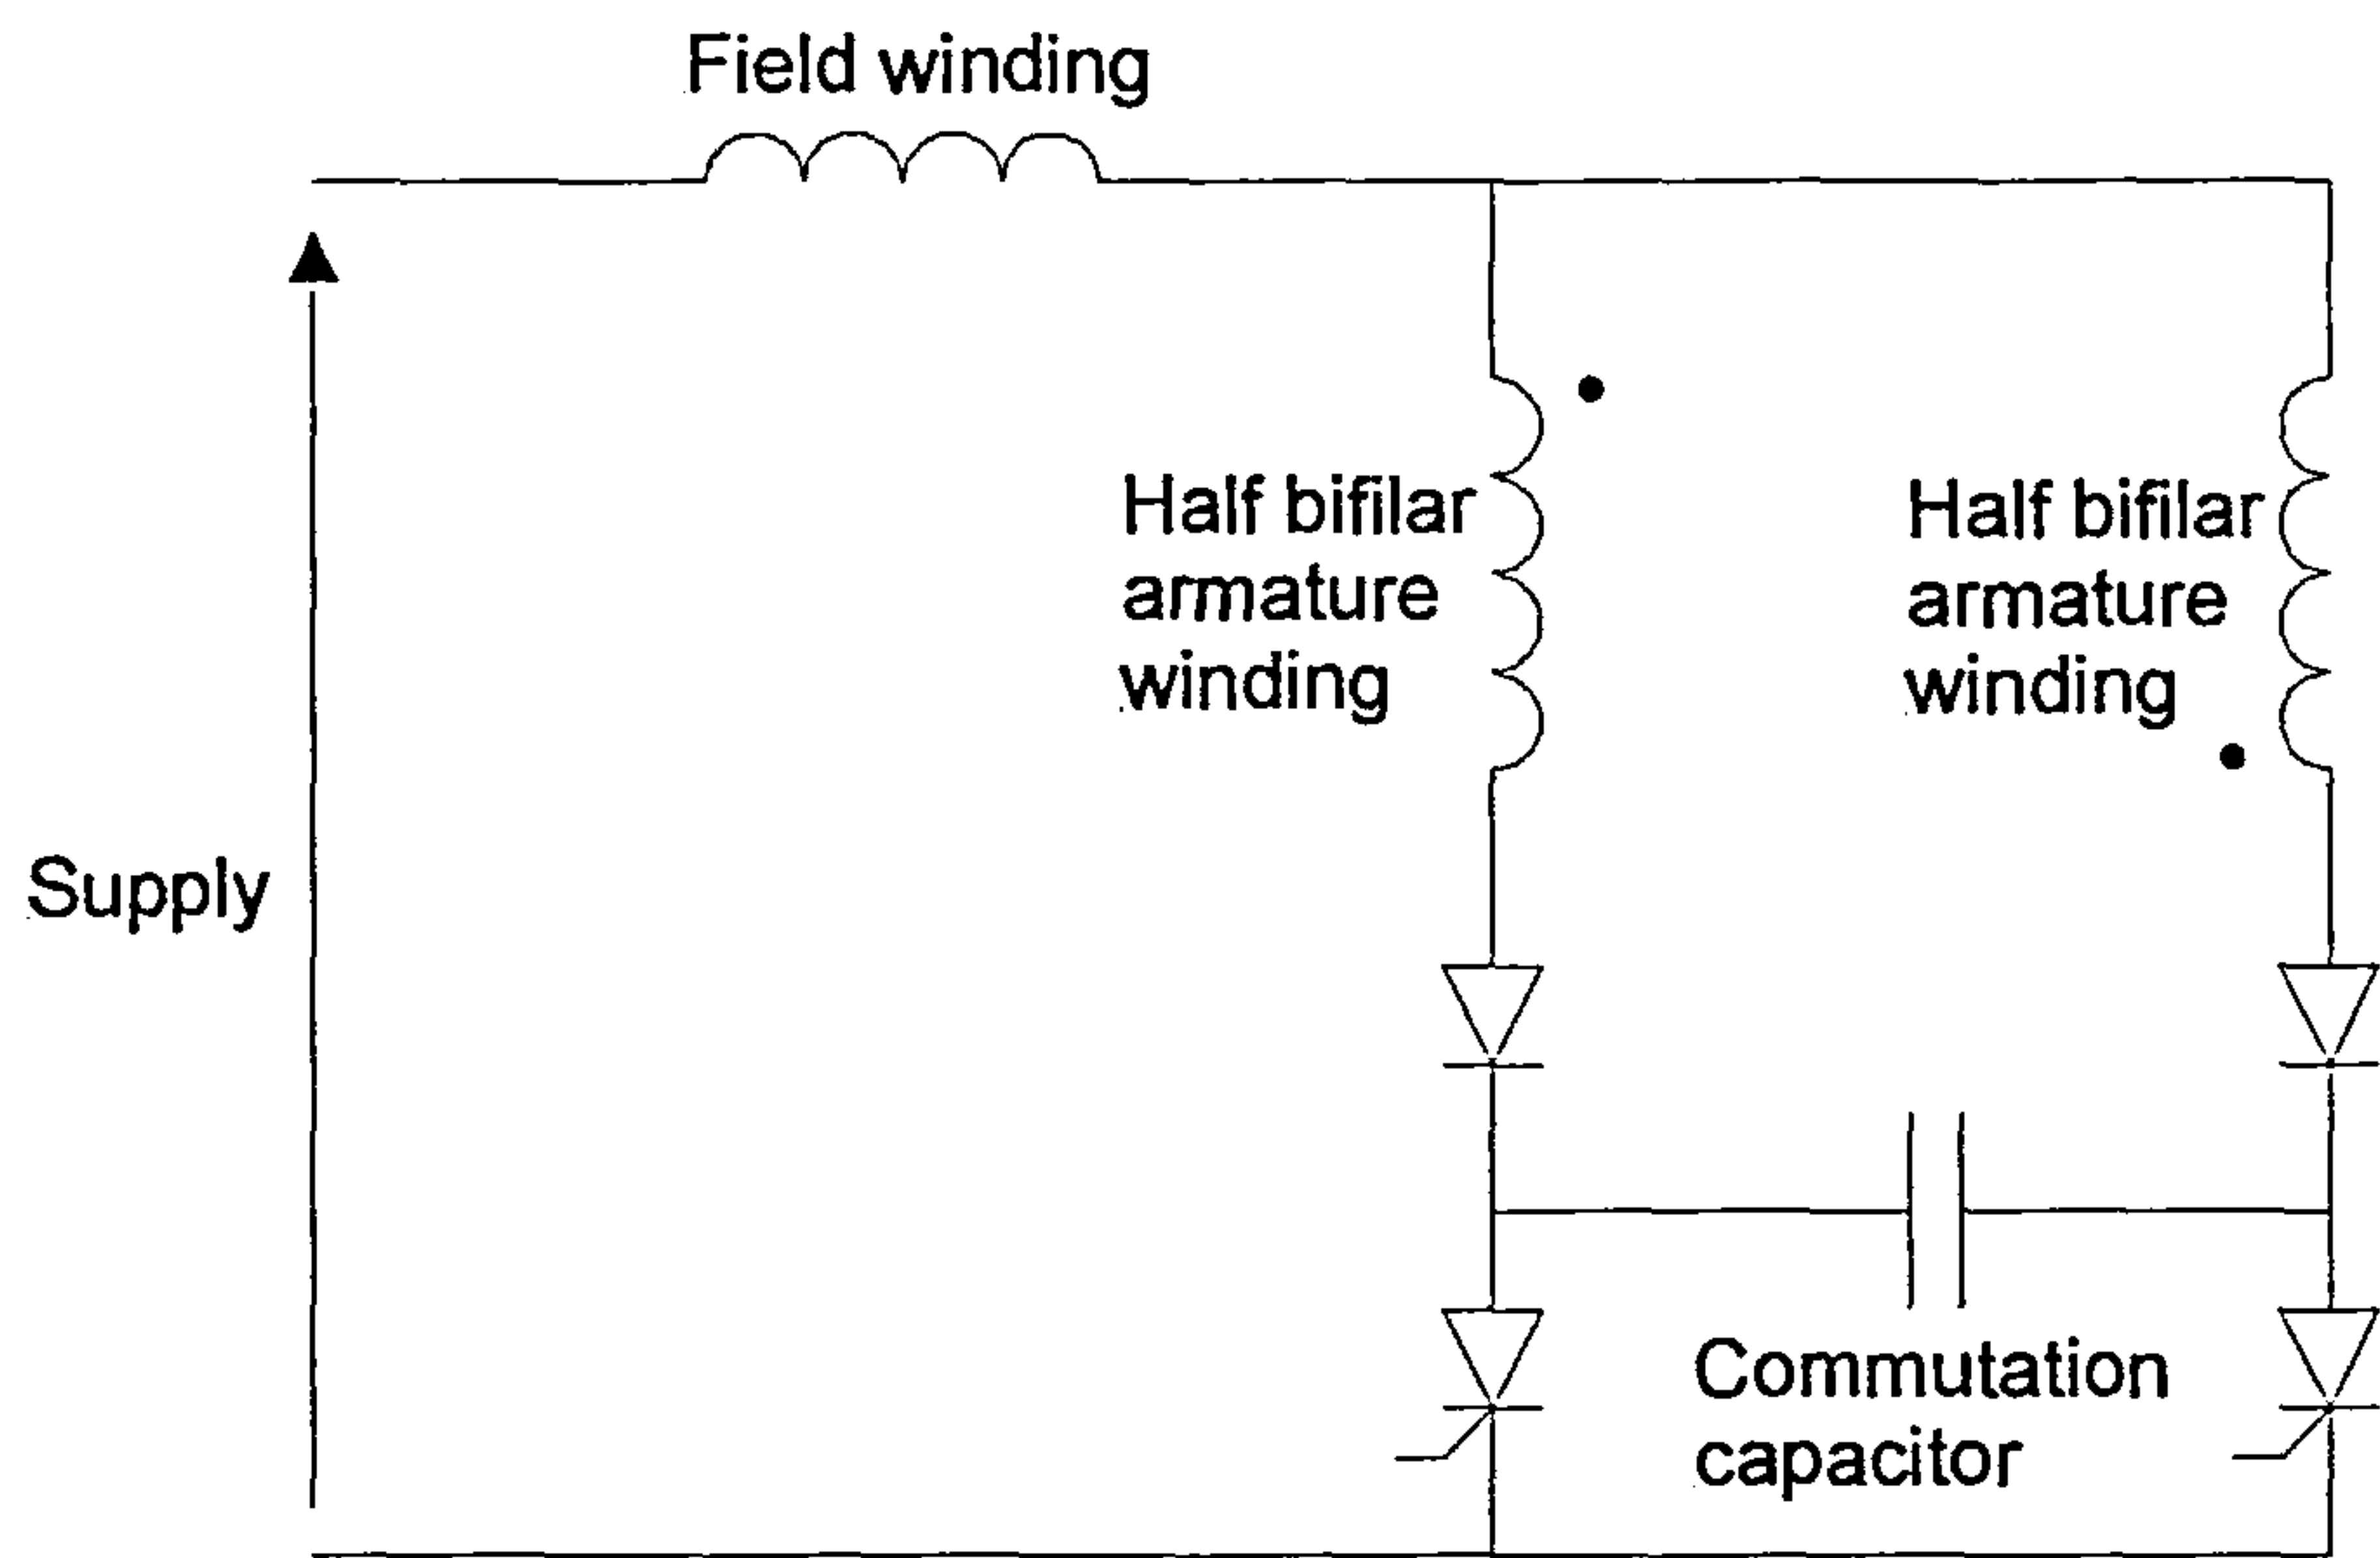 Field winding
Half bifilar
armature
winding
Half bifilar
armature
winding
Supply
Commutation
capacitor